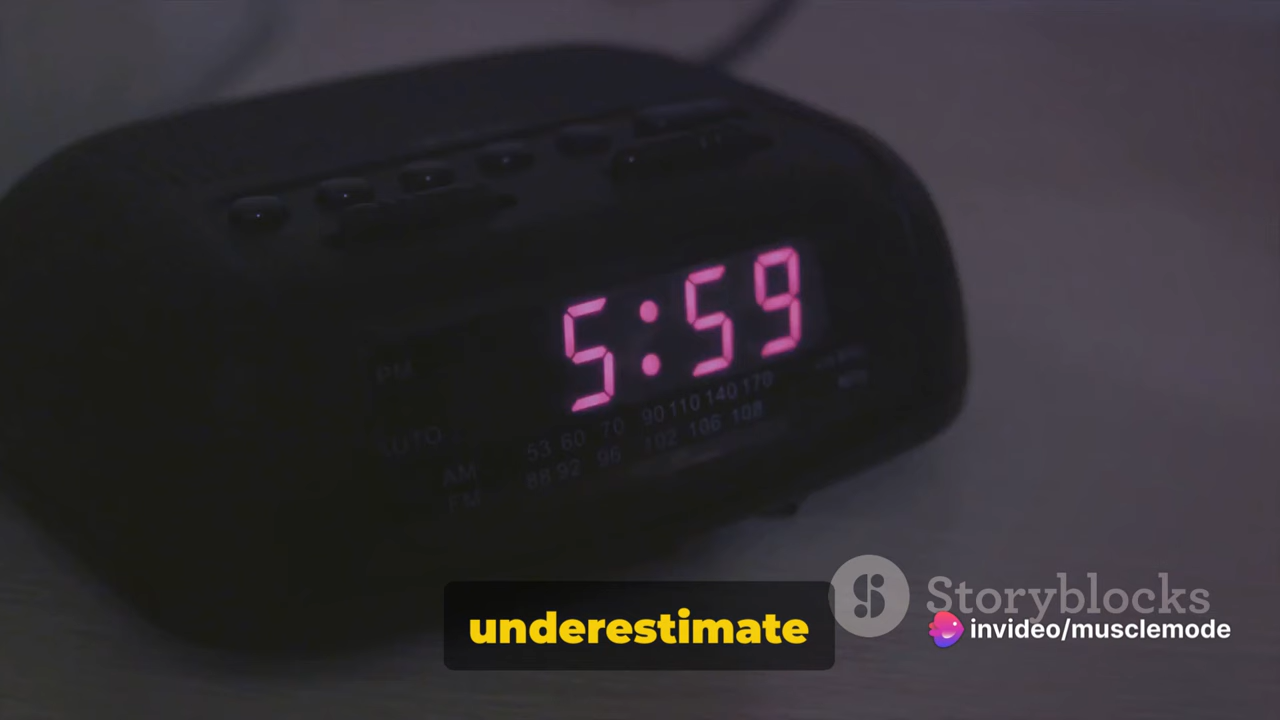 5:59
PM
AUTO
AM 53 60 70 90 110 140 170
FM 88 92 96 102 106 108
Storyblocks
invideo/musclemode
underestimate